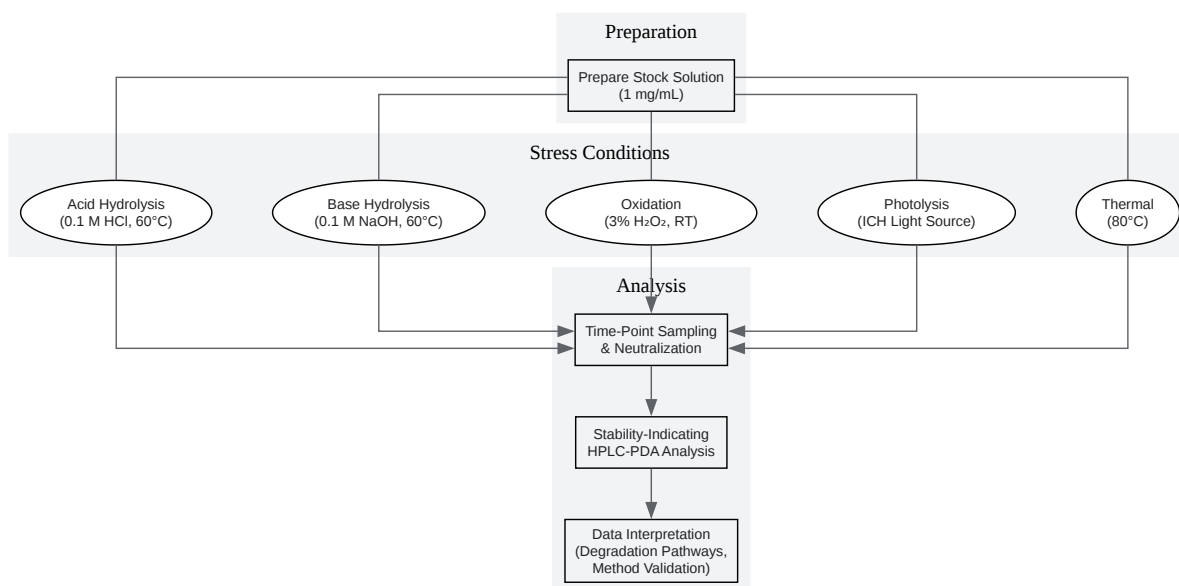 Preparation
Prepare Stock Solution
(1 mg/mL)
Stress Conditions
Acid Hydrolysis
(0.1 M HCl, 60°C)
Base Hydrolysis
(0.1 M NaOH, 60°C)
Oxidation
(3% H₂O₂, RT)
Photolysis
(ICH Light Source)
Thermal
(80°C)
Analysis
Time-Point Sampling
& Neutralization
Stability-Indicating
HPLC-PDA Analysis
Data Interpretation
(Degradation Pathways,
Method Validation)